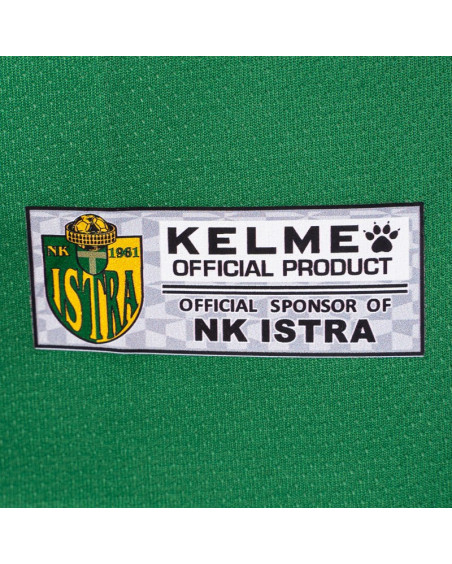 NK 1961
ISTRA
KELME
OFFICIAL PRODUCT
OFFICIAL SPONSOR OF
NK ISTRA